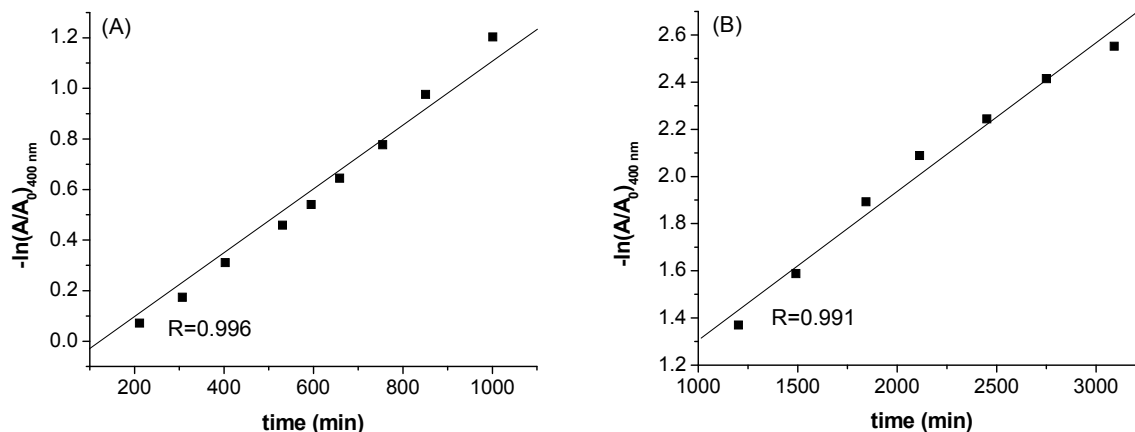 (A)
1.2
1.0
0.8
0.6
0.4
0.2
0.0
-ln(A/A0)400 nm
R=0.996
200 400 600 800 1000
time (min)
(B)
2.6
2.4
2.2
2.0
1.8
1.6
1.4
1.2
-ln(A/A0)400 nm
R=0.991
1000 1500 2000 2500 3000
time (min)